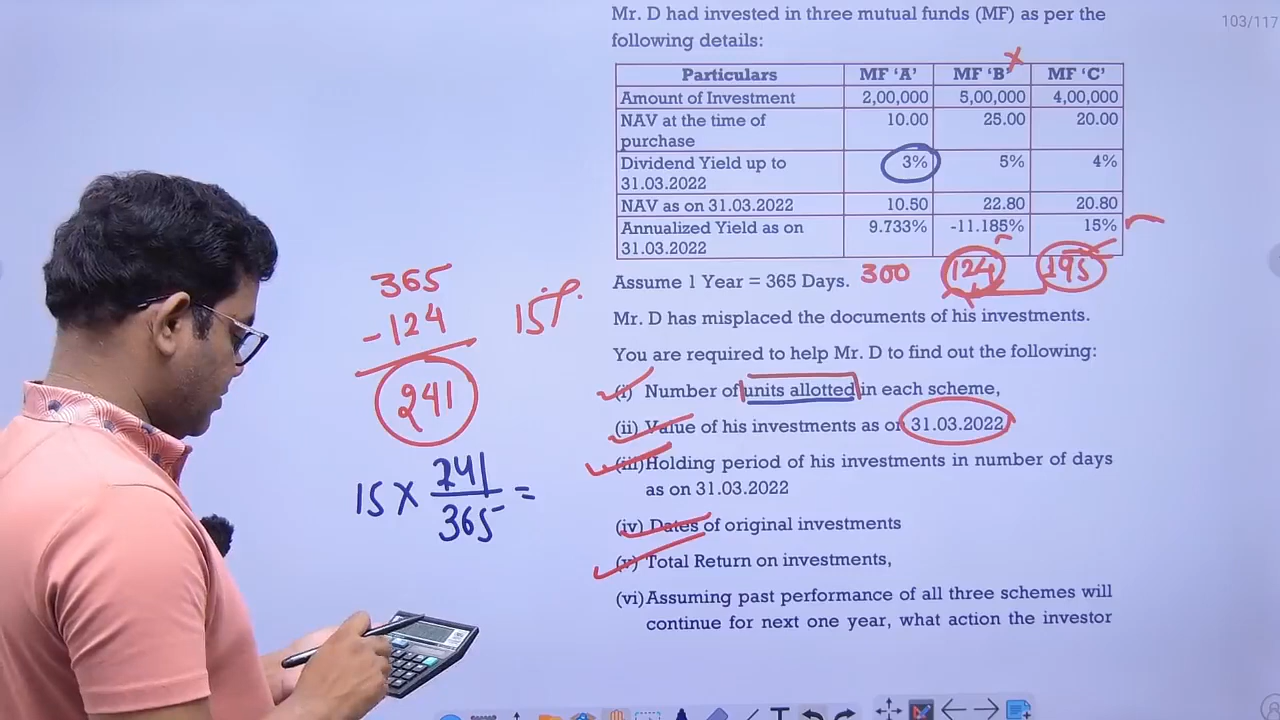 103/117
Mr. D had invested in three mutual funds (MF) as per the
following details:
Particulars MF 'A' MF 'B' MF 'C'
Amount of Investment 2,00,000 5,00,000 4,00,000
NAV at the time of purchase 10.00 25.00 20.00
Dividend Yield up to 31.03.2022 3% 5% 4%
NAV as on 31.03.2022 10.50 22.80 20.80
Annualized Yield as on 31.03.2022 9.733% -11.185% 15%
Assume 1 Year = 365 Days. 300 124 195
Mr. D has misplaced the documents of his investments.
You are required to help Mr. D to find out the following:
(i) Number of units allotted in each scheme,
(ii) Value of his investments as on 31.03.2022
(iii) Holding period of his investments in number of days
as on 31.03.2022
(iv) Dates of original investments
(v) Total Return on investments,
(vi) Assuming past performance of all three schemes will
continue for next one year, what action the investor
365
-124
241
15%
15 × 241/365 =